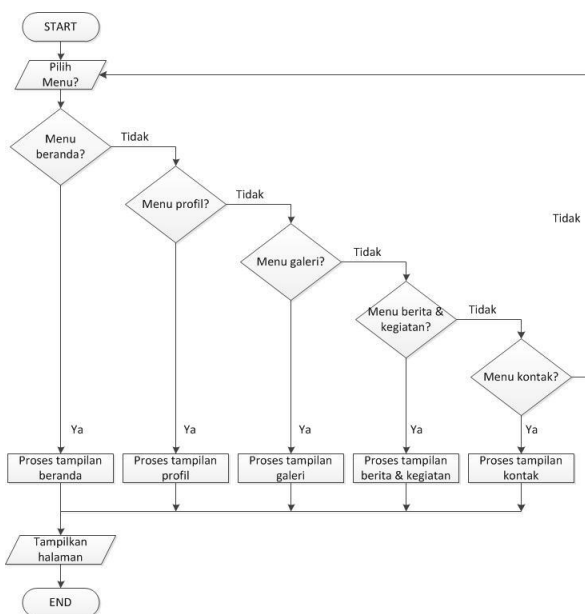 START
Pilih
Menu?
Menu
beranda?
Tidak
Menu profil?
Tidak
Menu galeri?
Tidak
Menu berita &
kegiatan?
Tidak
Menu kontak?
Tidak
Ya
Ya
Ya
Ya
Ya
Proses tampilan
beranda
Proses tampilan
profil
Proses tampilan
galeri
Proses tampilan
berita & kegiatan
Proses tampilan
kontak
Tampilkan
halaman
END